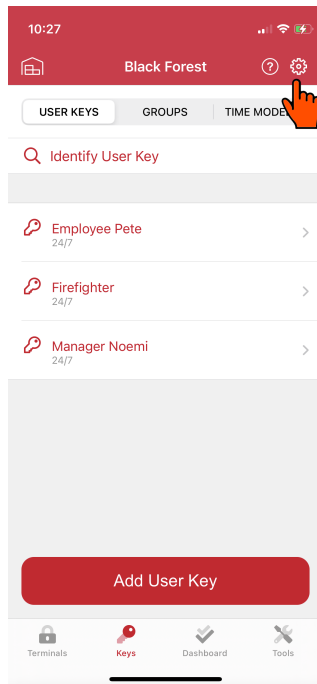 10:27
Black Forest
?
USER KEYS GROUPS TIME MODE
Identify User Key
Employee Pete
24/7
Firefighter
24/7
Manager Noemi
24/7
Add User Key
Terminals Keys Dashboard Tools